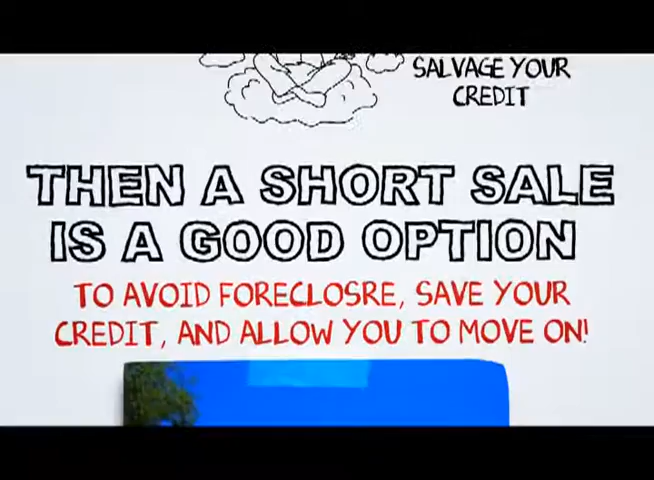 SALVAGE YOUR
CREDIT
THEN A SHORT SALE
IS A GOOD OPTION
TO AVOID FORECLOSRE, SAVE YOUR
CREDIT, AND ALLOW YOU TO MOVE ON!